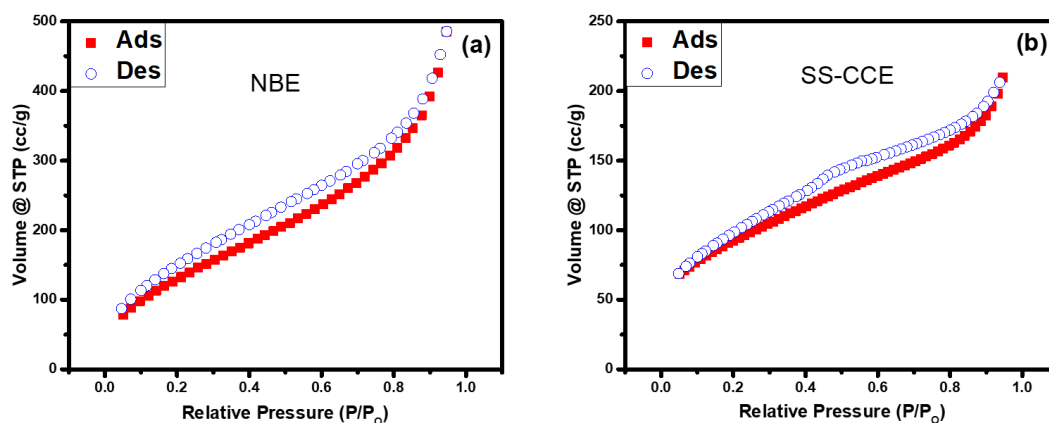 Ads
Des
(a)
NBE
Volume @ STP (cc/g)
500
400
300
200
100
0
0.0 0.2 0.4 0.6 0.8 1.0
Relative Pressure (P/P₀)
Ads
Des
(b)
SS-CCE
Volume @ STP (cc/g)
250
200
150
100
50
0
0.0 0.2 0.4 0.6 0.8 1.0
Relative Pressure (P/P₀)